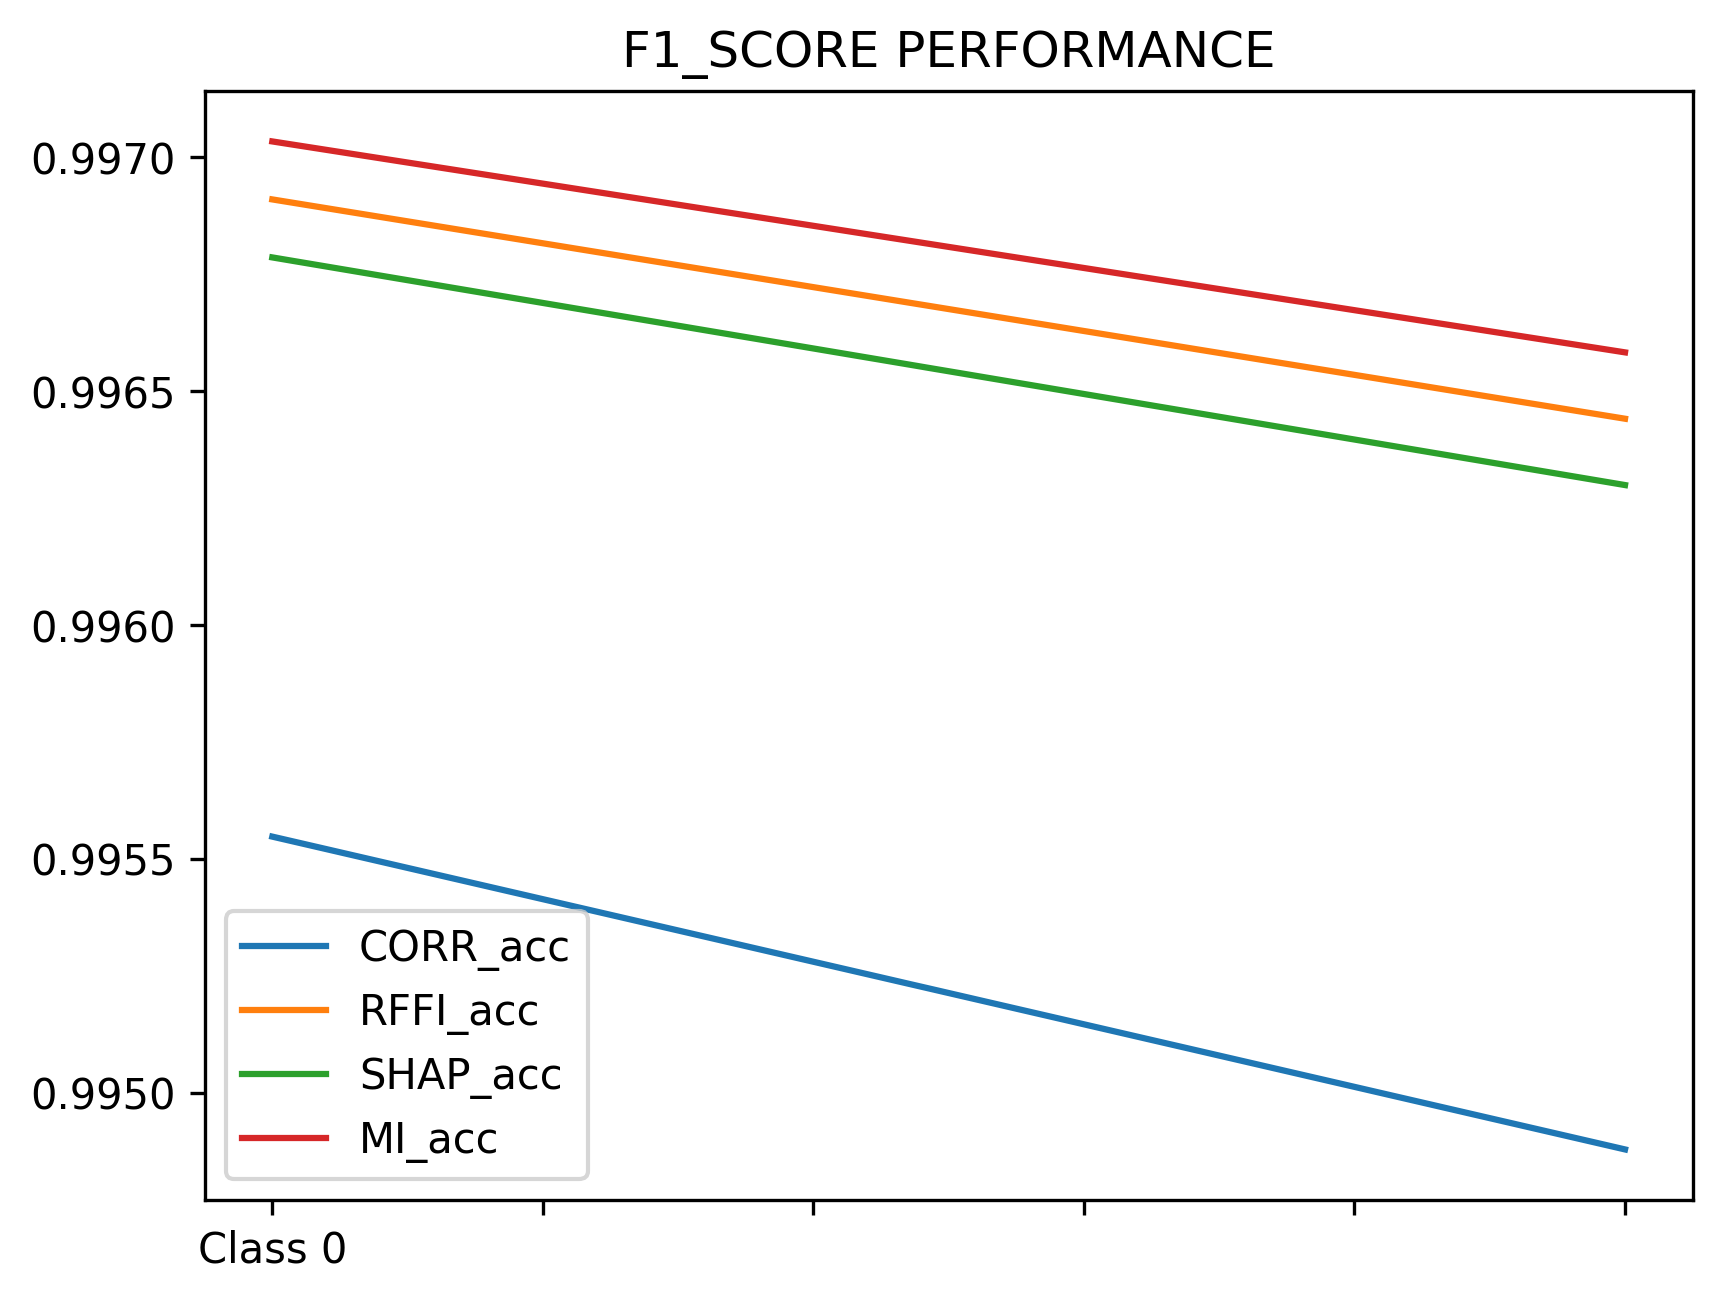 F1_SCORE PERFORMANCE
0.9970
0.9965
0.9960
0.9955
0.9950
CORR_acc
RFFI_acc
SHAP_acc
MI_acc
Class 0